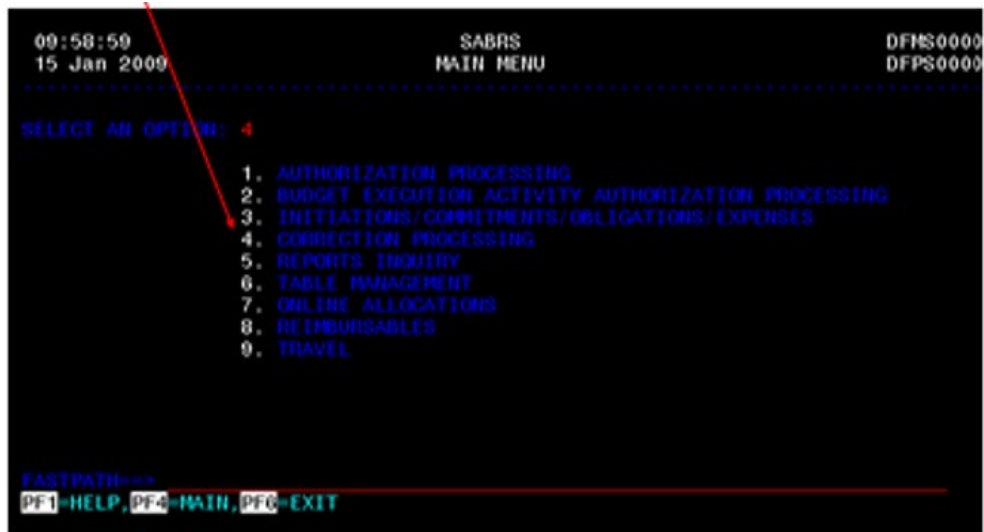 09:58:59 SABRS DFMS0000
15 Jan 2009 MAIN MENU DFPS0000
SELECT AN OPTION: 4
1. AUTHORIZATION PROCESSING
2. BUDGET EXECUTION ACTIVITY AUTHORIZATION PROCESSING
3. INITIATIONS/COMMITMENTS/OBLIGATIONS/EXPENSES
4. CORRECTION PROCESSING
5. REPORTS INQUIRY
6. TABLE MANAGEMENT
7. ONLINE ALLOCATIONS
8. REIMBURSABLES
9. TRAVEL
FASTPATH==>
PF1=HELP,PF4=MAIN,PF6=EXIT